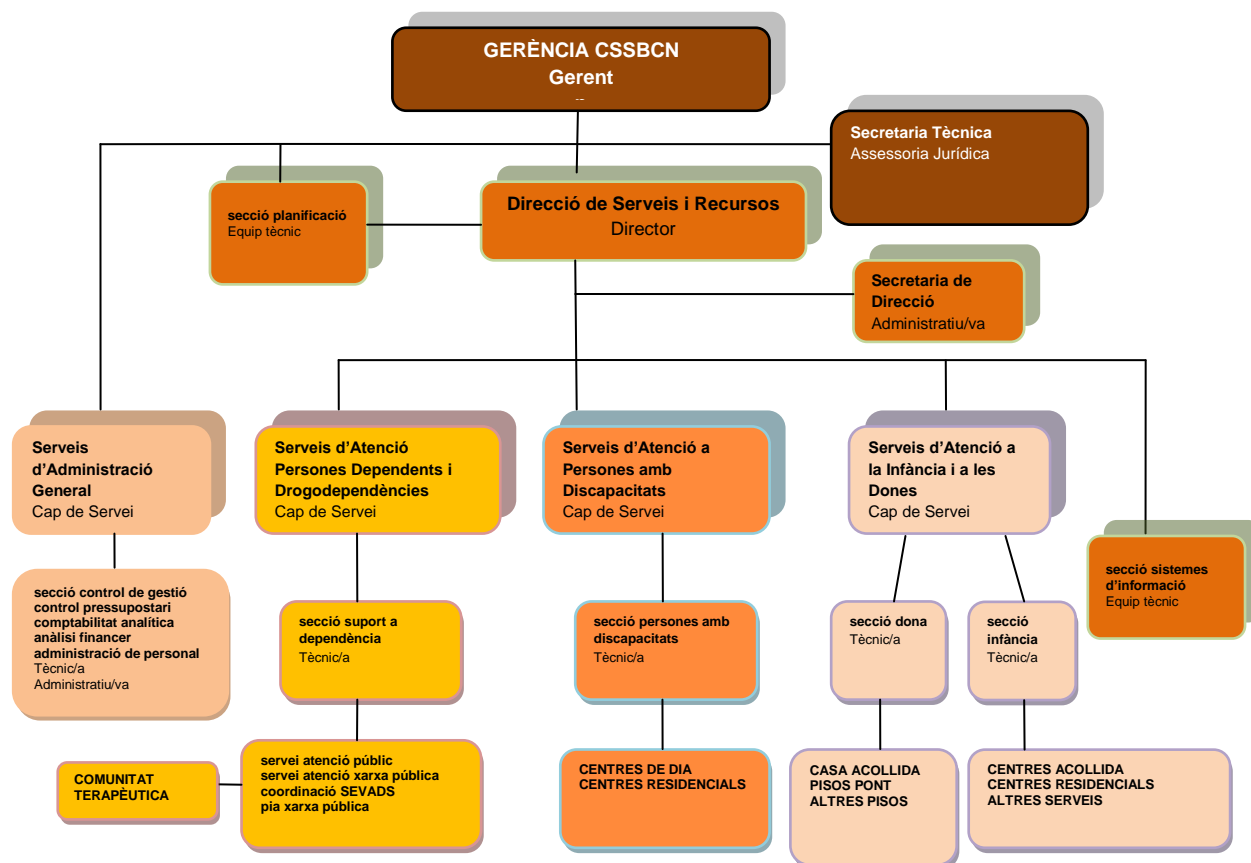 GERÈNCIA CSSBCN
Gerent
--
Secretaria Tècnica
Assessoria Jurídica
secció planificació
Equip tècnic
Direcció de Serveis i Recursos
Director
Secretaria de
Direcció
Administratiu/va
Serveis
d’Administració
General
Cap de Servei
Serveis d’Atenció
Persones Dependents i
Drogodependències
Cap de Servei
Serveis d’Atenció a
Persones amb
Discapacitats
Cap de Servei
Serveis d’Atenció a
la Infància i a les
Dones
Cap de Servei
secció sistemes
d’informació
Equip tècnic
secció control de gestió
control pressupostari
comptabilitat analítica
anàlisi financer
administració de personal
Tècnic/a
Administratiu/va
secció suport a
dependència
Tècnic/a
secció persones amb
discapacitats
Tècnic/a
secció dona
Tècnic/a
secció
infància
Tècnic/a
COMUNITAT
TERAPÈUTICA
servei atenció públic
servei atenció xarxa pública
coordinació SEVADS
pia xarxa pública
CENTRES DE DIA
CENTRES RESIDENCIALS
CASA ACOLLIDA
PISOS PONT
ALTRES PISOS
CENTRES ACOLLIDA
CENTRES RESIDENCIALS
ALTRES SERVEIS